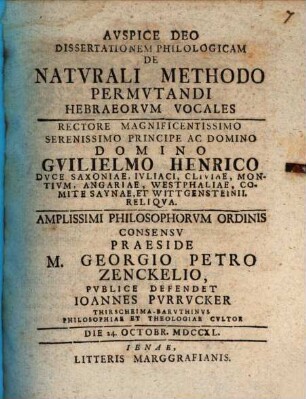 7
AVSPICE DEO
DISSERTATIONEM PHILOLOGICAM
DE
NATVRALI METHODO
PERMVTANDI
HEBRAEORVM VOCALES
RECTORE MAGNIFICENTISSIMO
SERENISSIMO PRINCIPE AC DOMINO
DOMINO
GVILIELMO HENRICO
DVCE SAXONIAE, IVLIACI, CLIVIAE, MON-
TIVM, ANGARIAE, WESTPHALIAE, CO-
MITE SAYNAE, ET WITTGENSTEINII.
RELIQVA.
AMPLISSIMI PHILOSOPHORVM ORDINIS
CONSENSV
PRAESIDE
M. GEORGIO PETRO
ZENCKELIO,
PVBLICE DEFENDET
IOANNES PVRRVCKER
THIRSCHEIMA-BARVTHINVS
PHILOSOPHIAE ET THEOLOGIAE CVLTOR
DIE 24. OCTOBR. MDCCXL.
IENAE,
LITTERIS MARGGRAFIANIS.